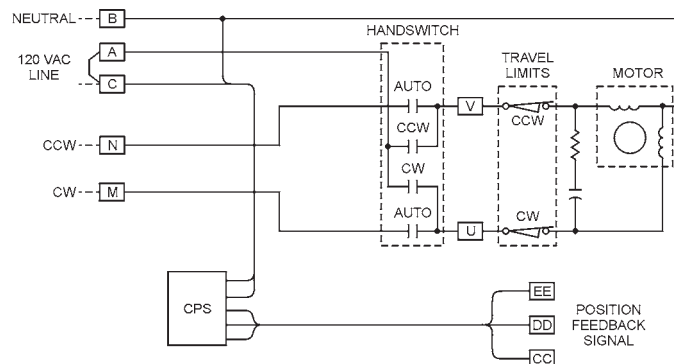 NEUTRAL
B
HANDSWITCH
A
120 VAC
LINE
C
TRAVEL
LIMITS
MOTOR
AUTO
V
CCW
CCW
CCW
N
CW
CW
M
AUTO
U
CW
CPS
EE
DD
CC
POSITION
FEEDBACK
SIGNAL